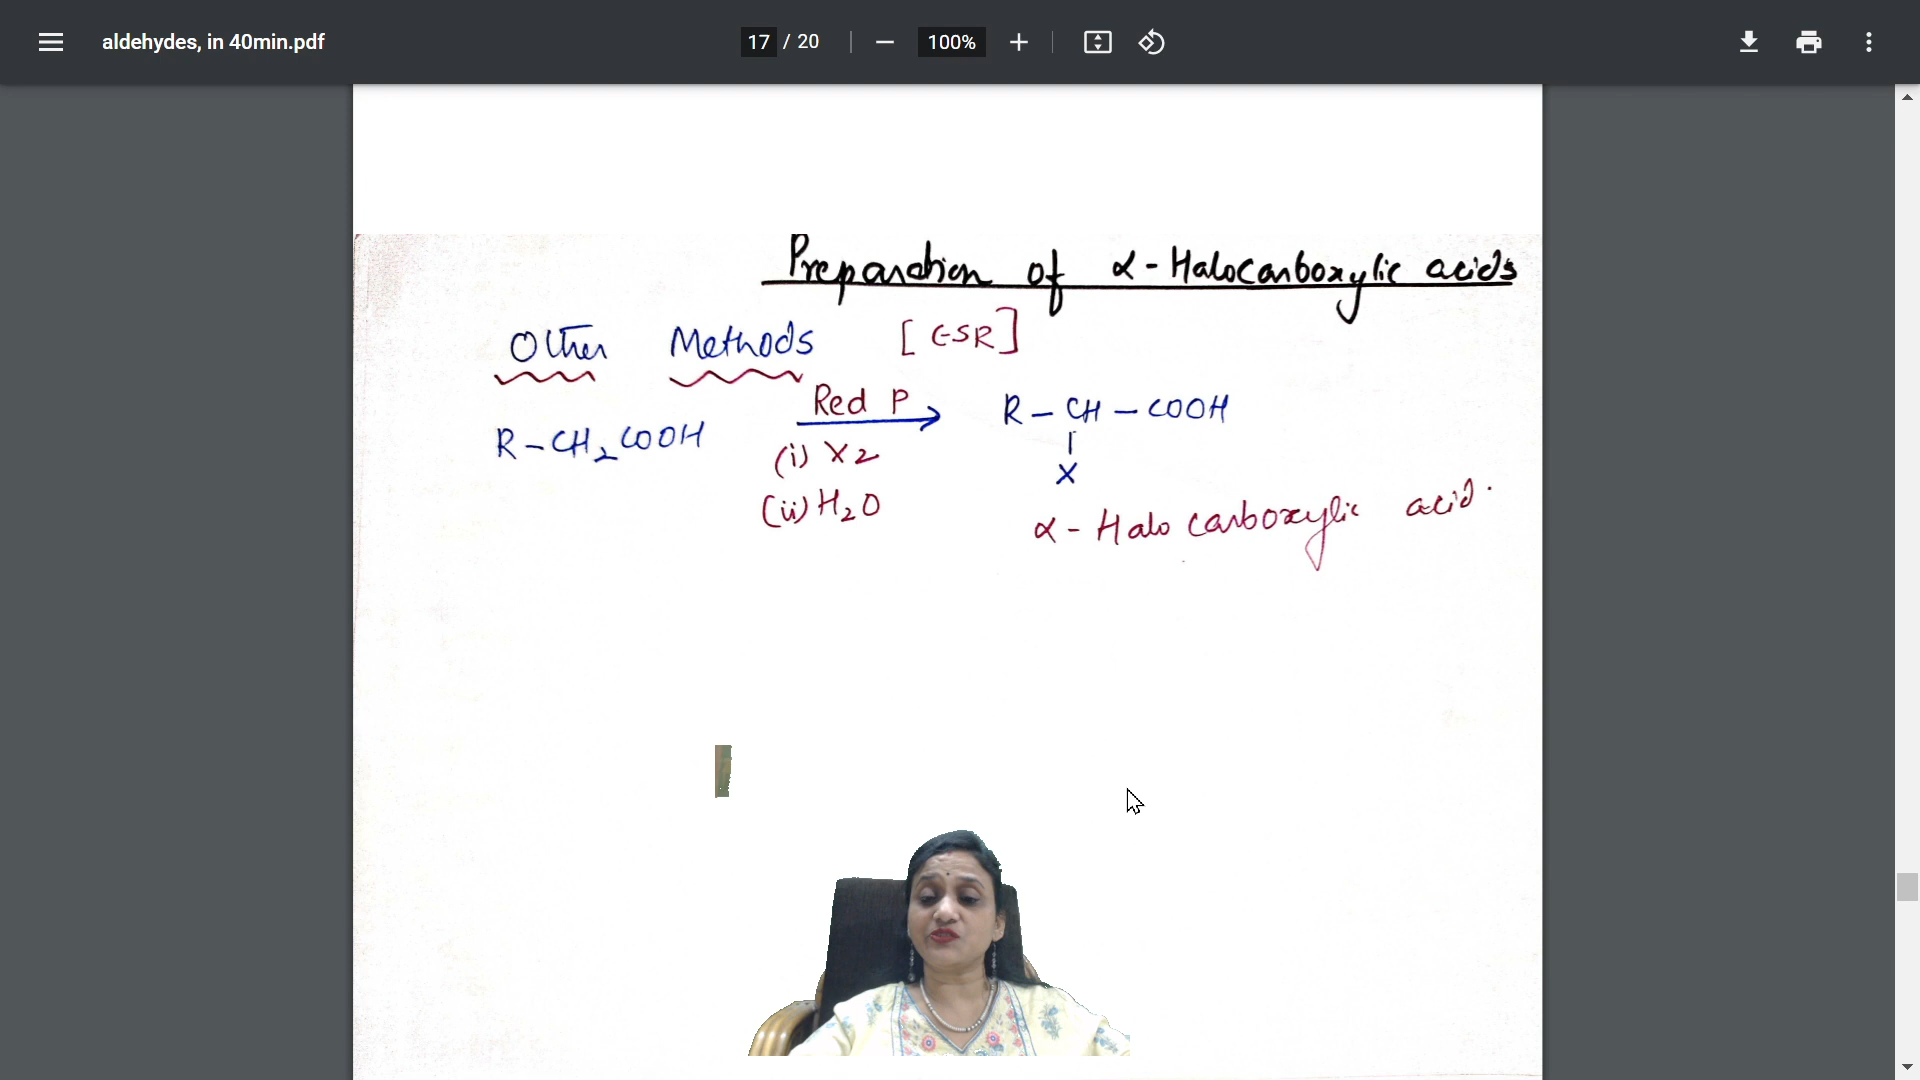 aldehydes, in 40min.pdf
17 / 20
100%
Preparation of α-Halocarboxylic acids
Other Methods [GSR]
R-CH₂COOH Red P R-CH-COOH
(i) X₂ X
(ii) H₂O
α-Halo carboxylic acid.